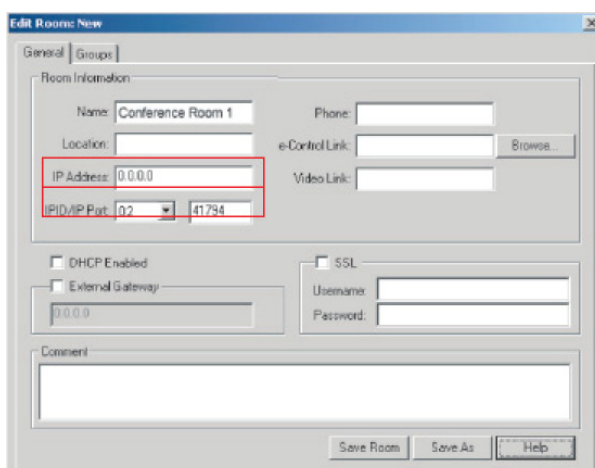 Edit Room: New
General Groups
Room Information
Name: Conference Room 1
Phone:
Location:
e-Control Link:
Browse...
IP Address: 0.0.0.0
Video Link:
IPID/IP Port: 02 41794
DHCP Enabled
SSL
External Gateway
Username:
0.0.0.0
Password:
Comment
Save Room Save As Help